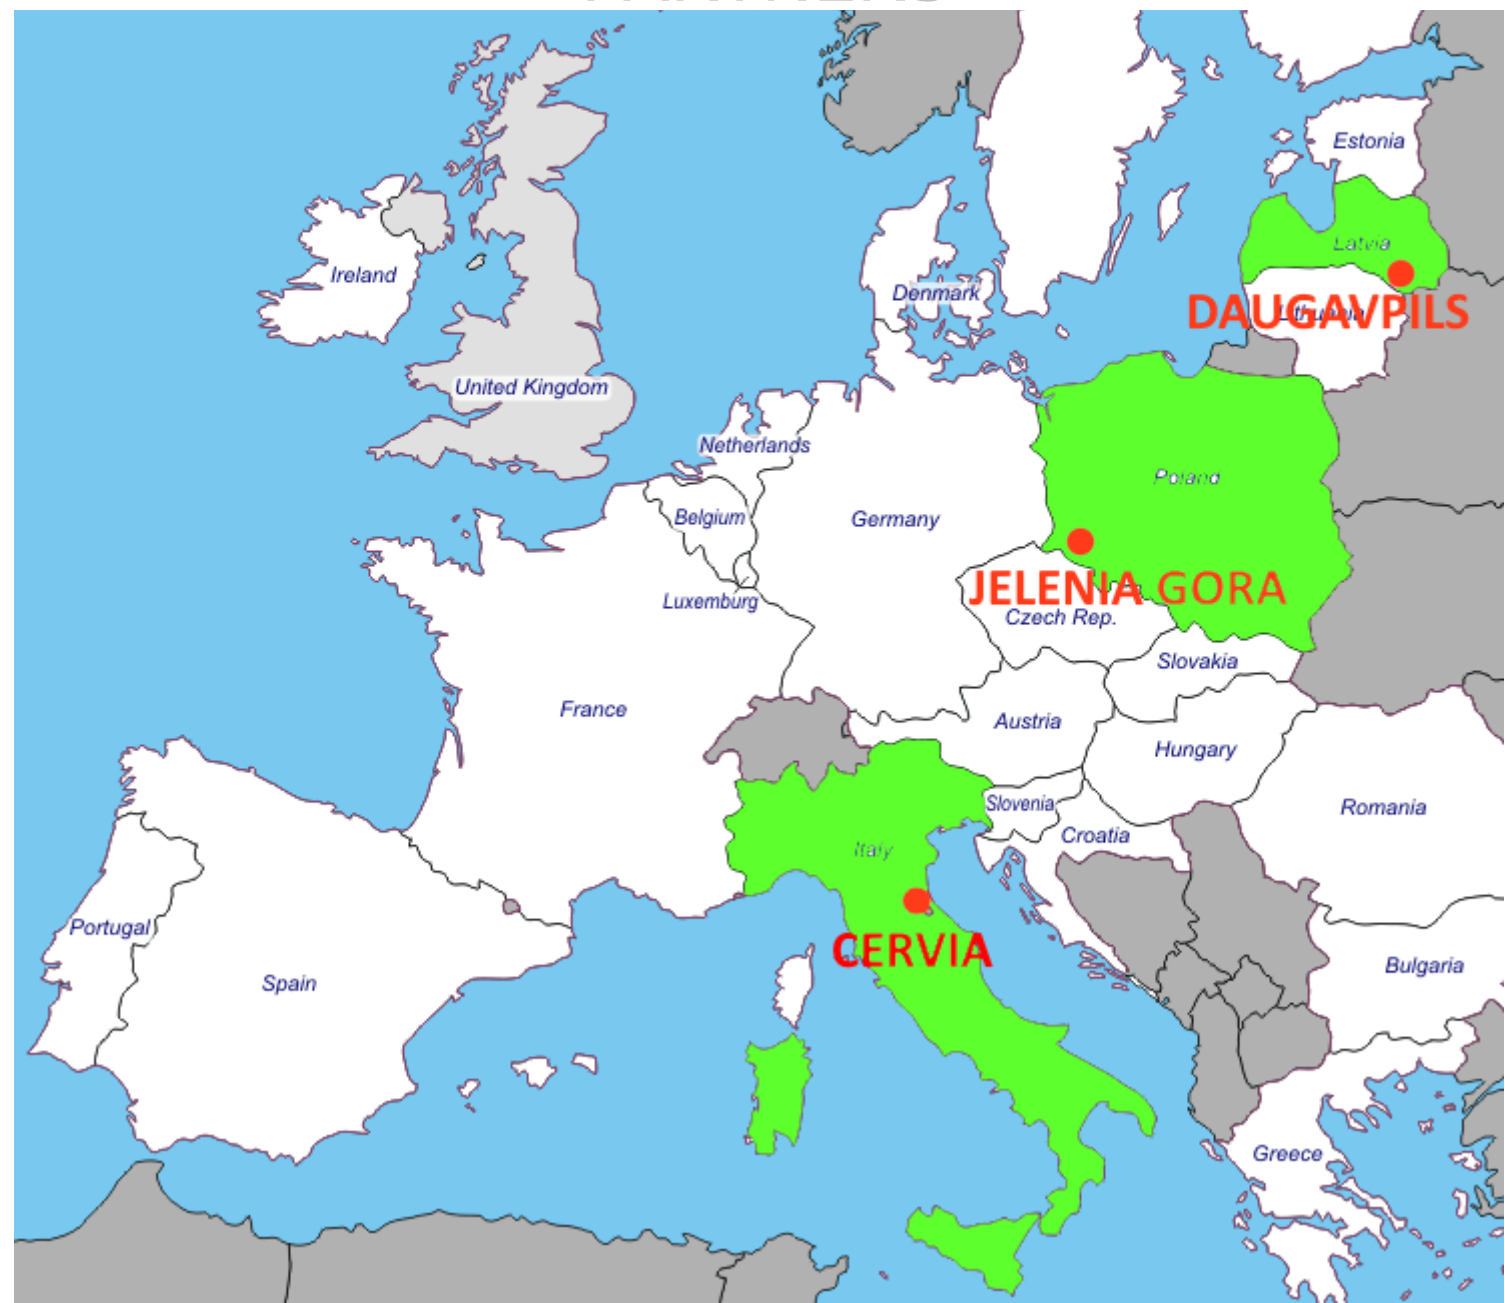 Estonia
Latvia
DAUGAVPILS
Lithuania
Ireland
Denmark
United Kingdom
Netherlands
Poland
Belgium
Germany
JELENIA GORA
Luxemburg
Czech Rep.
Slovakia
France
Austria
Hungary
Slovenia
Romania
Croatia
Italy
Portugal
CERVIA
Bulgaria
Spain
Greece